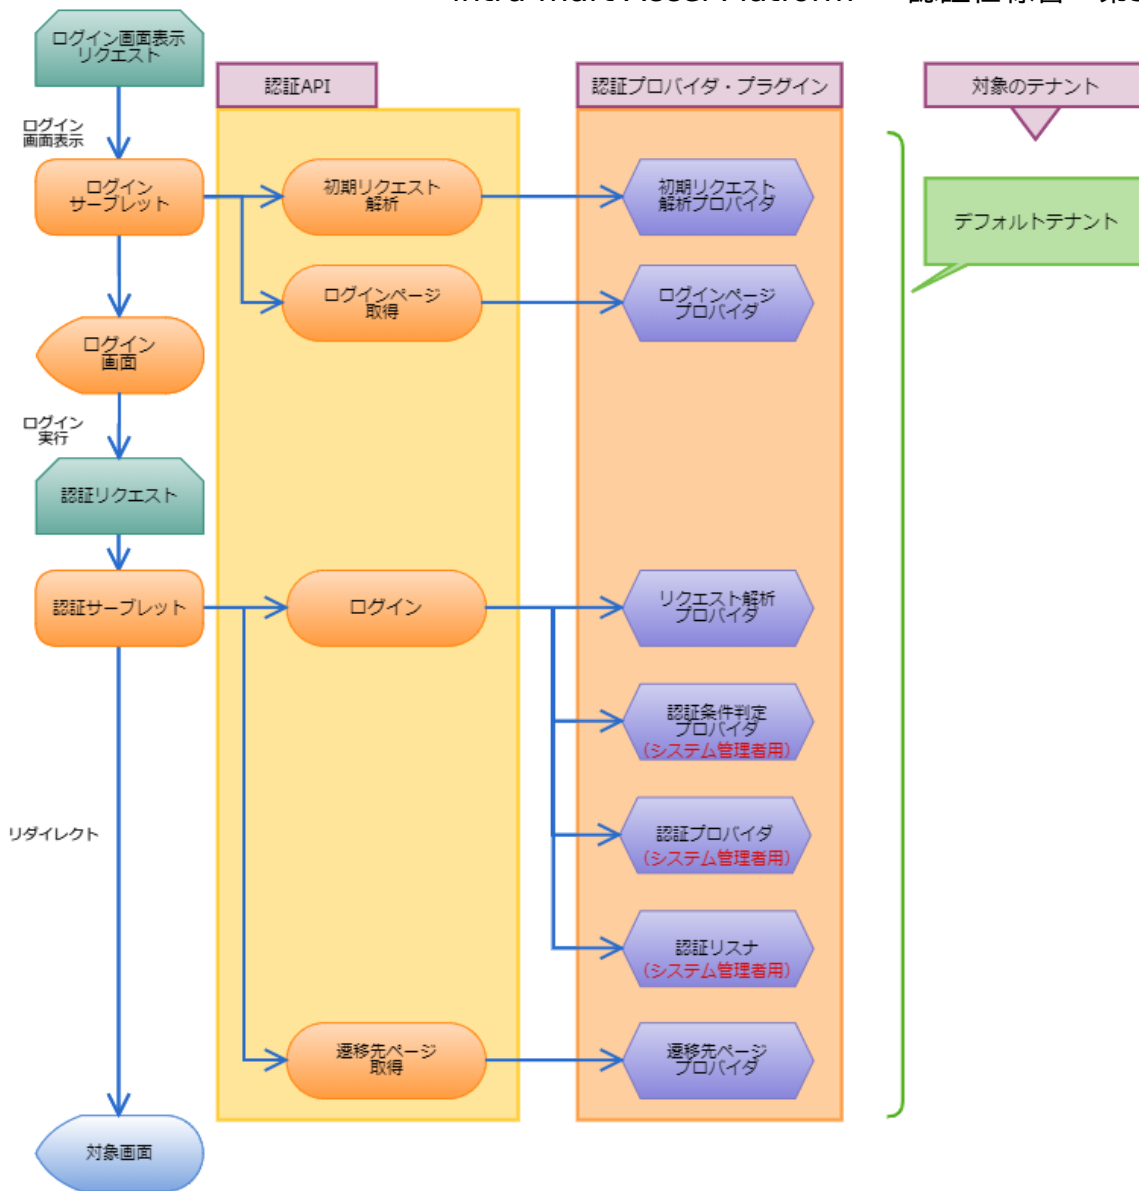 intra-mart Accel Platform
認証仕様書
ログイン画面表示
リクエスト
認証API
認証プロバイダ・プラグイン
対象のテナント
ログイン
画面表示
ログイン
サーブレット
初期リクエスト
解析
初期リクエスト
解析プロバイダ
デフォルトテナント
ログインページ
取得
ログインページ
プロバイダ
ログイン
画面
ログイン
実行
認証リクエスト
認証サーブレット
ログイン
リクエスト解析
プロバイダ
認証条件判定
プロバイダ
(システム管理者用)
リダイレクト
認証プロバイダ
(システム管理者用)
認証リスナ
(システム管理者用)
遷移先ページ
取得
遷移先ページ
プロバイダ
対象画面